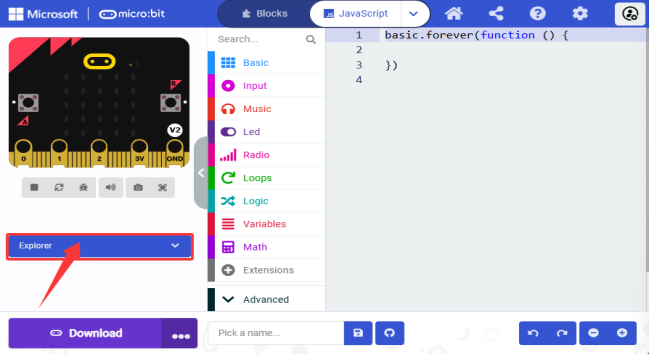 Microsoft
micro:bit
Blocks
JavaScript
B
A
V2
0 1 2 3V GND
Explorer
Download
Search...
Basic
Input
Music
Led
Radio
Loops
Logic
Variables
Math
Extensions
Advanced
1 basic.forever(function () {
2
3 })
4
Pick a name...